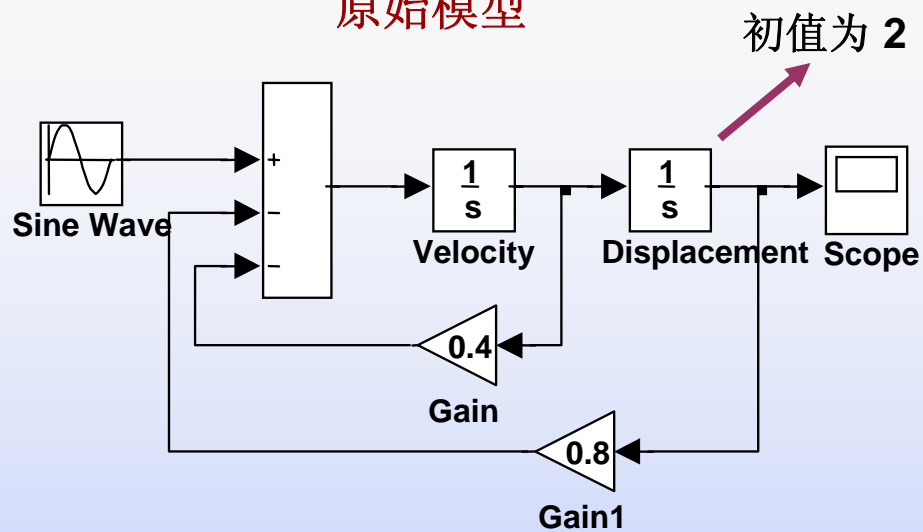 原始模型
初值为 2
+
−
−
Sine Wave
1
s
Velocity
1
s
Displacement
Scope
0.4
Gain
0.8
Gain1